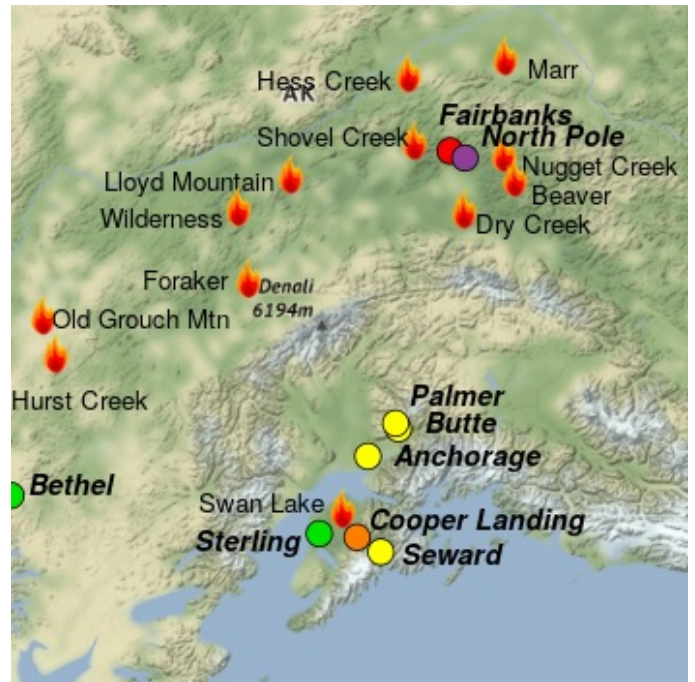 Marr
Hess Creek
AK
Fairbanks
Shovel Creek
North Pole
Nugget Creek
Lloyd Mountain
Beaver
Wilderness
Dry Creek
Foraker
Denali
6194m
Old Grouch Mtn
Hurst Creek
Palmer
Butte
Anchorage
Bethel
Swan Lake
Cooper Landing
Sterling
Seward